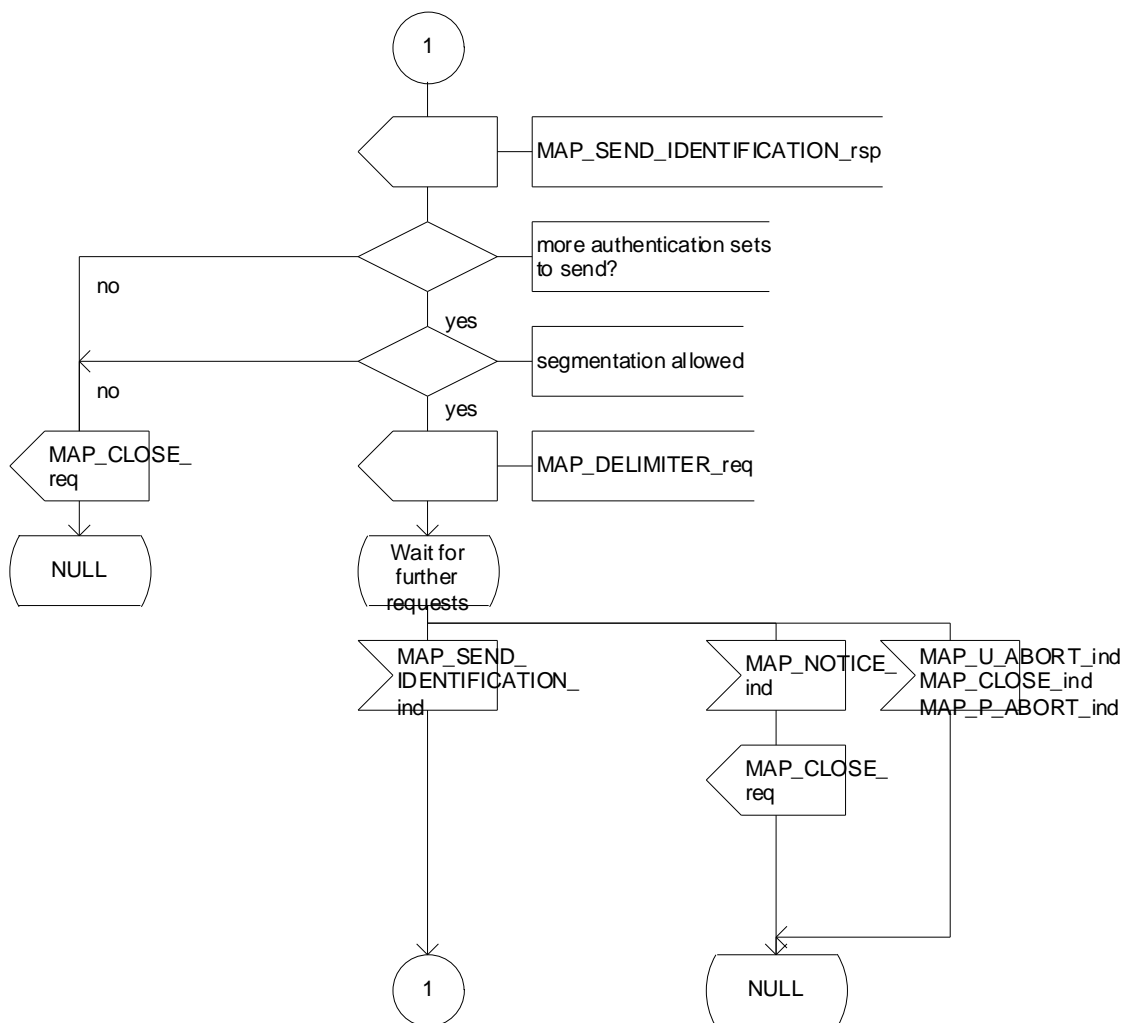 1
MAP_SEND_IDENTIFICATION_rsp
more authentication sets
to send?
no
yes
segmentation allowed
no
yes
MAP_CLOSE_
req
MAP_DELIMITER_req
NULL
Wait for
further
requests
MAP_SEND_
IDENTIFICATION_
ind
MAP_NOTICE_
ind
MAP_U_ABORT_ind
MAP_CLOSE_ind
MAP_P_ABORT_ind
MAP_CLOSE_
req
1
NULL